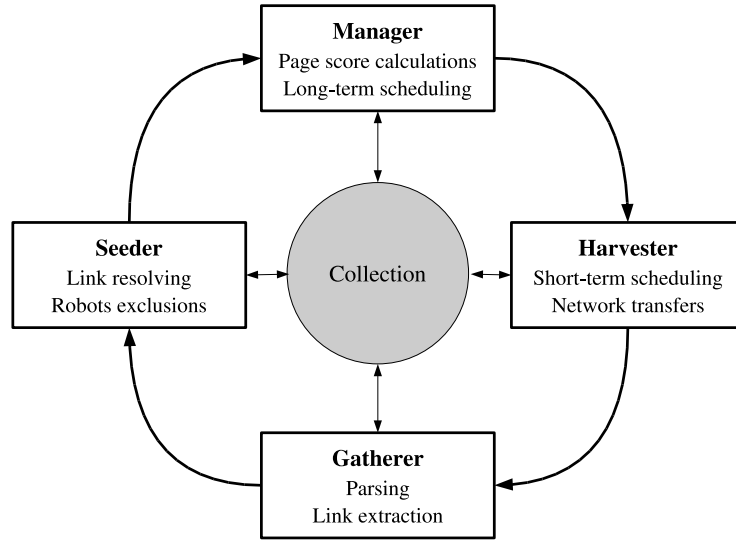 Manager
Page score calculations
Long-term scheduling
Seeder
Link resolving
Robots exclusions
Collection
Harvester
Short-term scheduling
Network transfers
Gatherer
Parsing
Link extraction